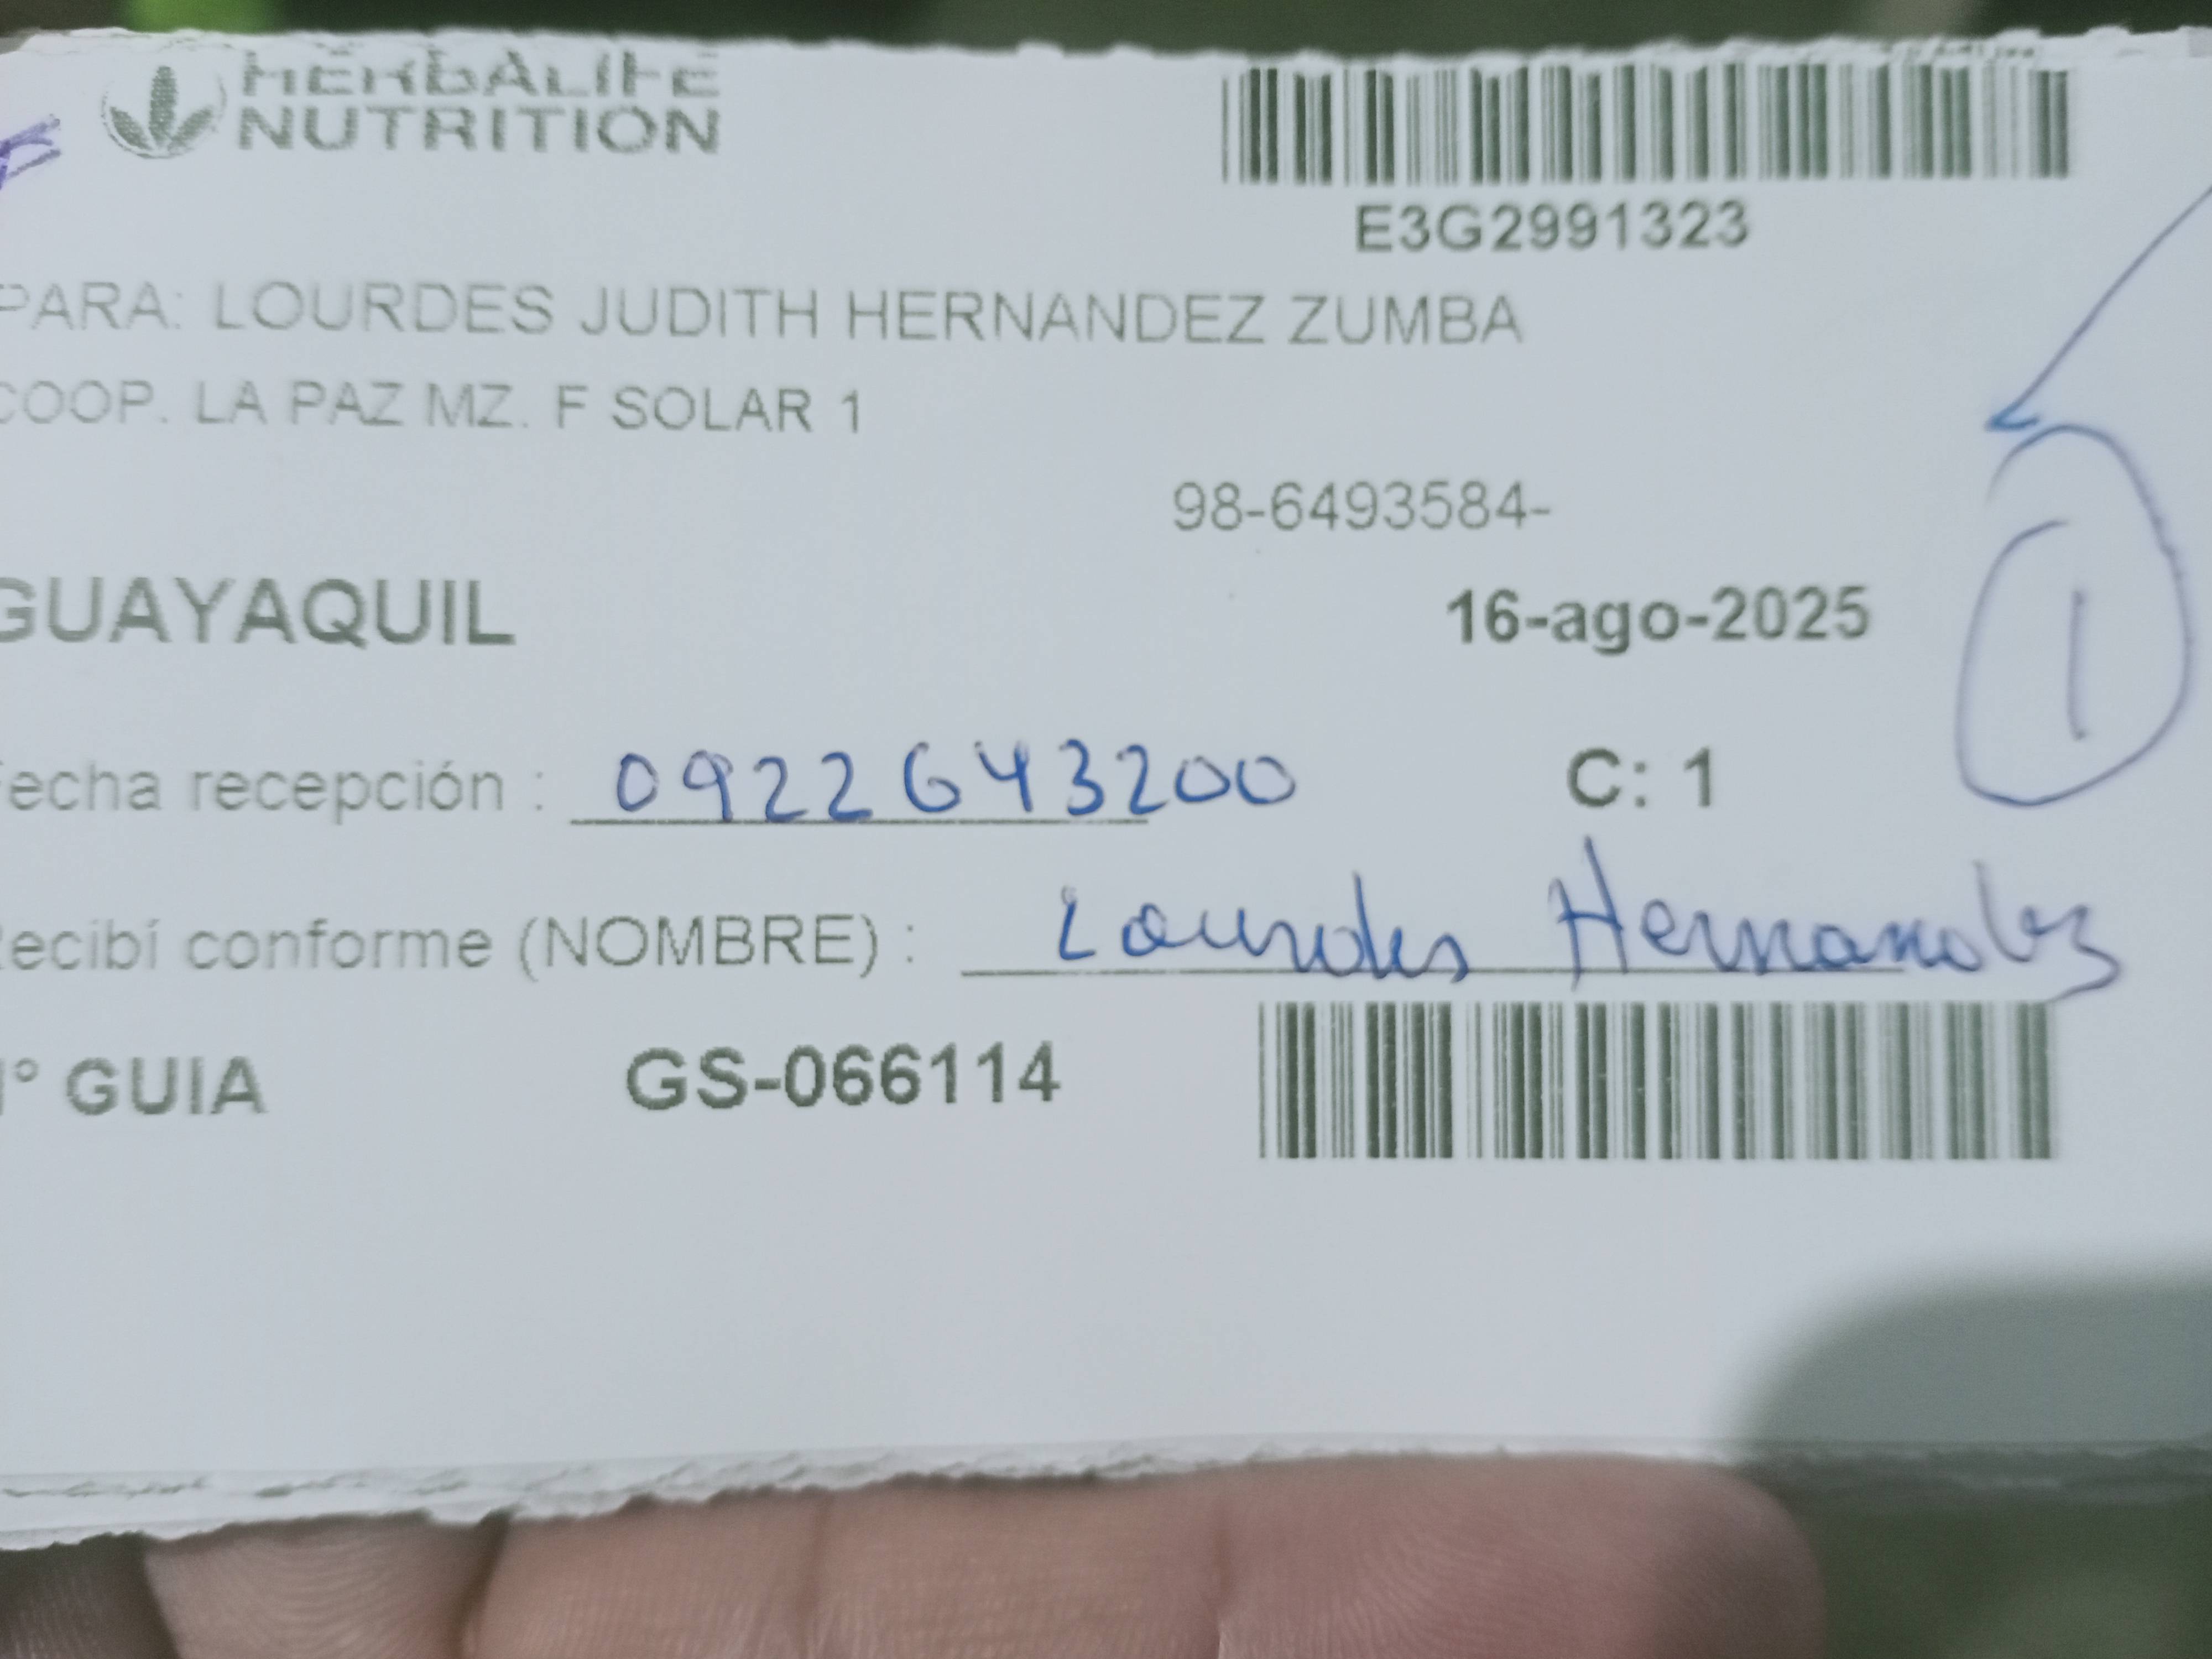 HERBALIFE
NUTRITION
E3G2991323
PARA: LOURDES JUDITH HERNANDEZ ZUMBA
COOP. LA PAZ MZ. F SOLAR 1
98-6493584-
GUAYAQUIL
16-ago-2025
1
echa recepción : 0922643200 C: 1
ecibí conforme (NOMBRE) : Lourdes Hernandez
° GUIA GS-066114